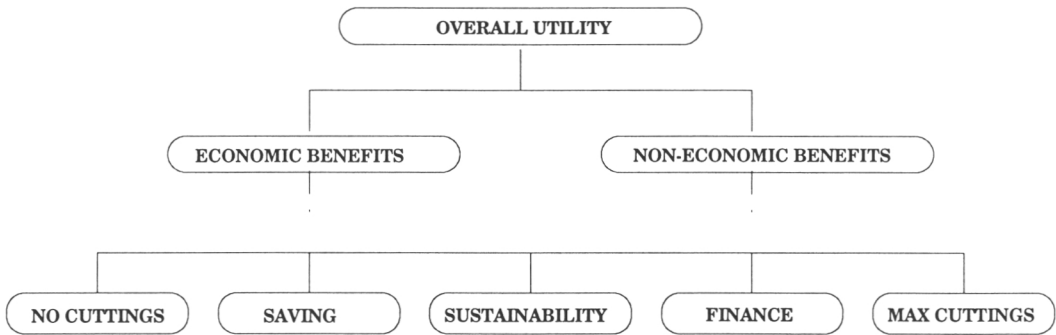 OVERALL UTILITY
ECONOMIC BENEFITS
NON-ECONOMIC BENEFITS
NO CUTTINGS
SAVING
SUSTAINABILITY
FINANCE
MAX CUTTINGS